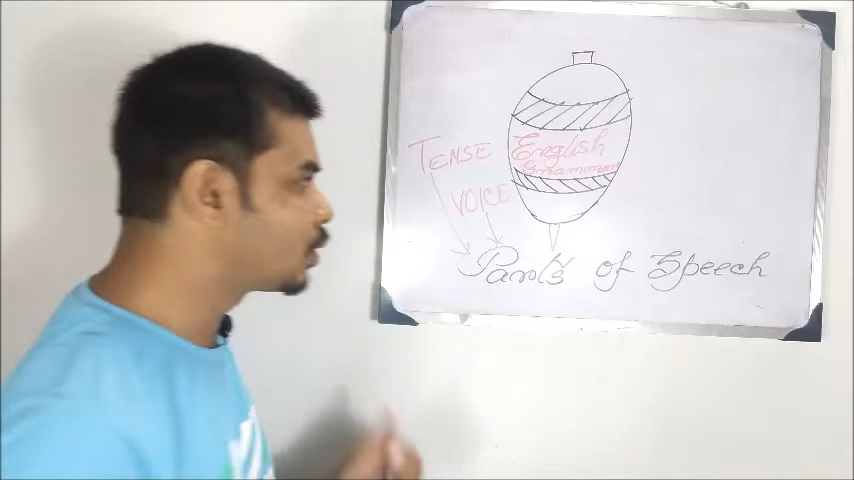 TENSE
English
Grammar
VOICE
Parts of Speech